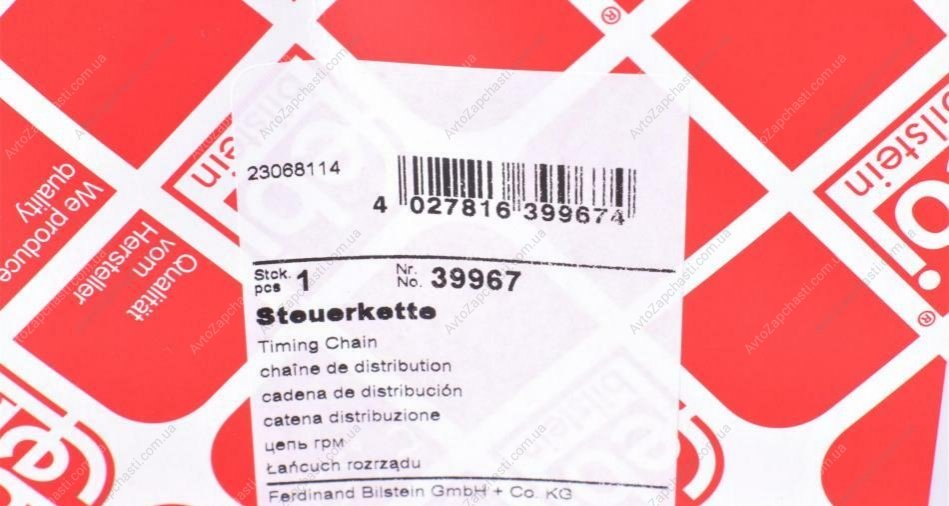 23068114
4 027816 399674
Stck. pcs 1 Nr. No. 39967
Steuerkette
Timing Chain
chaîne de distribution
cadena de distribución
catena distribuzione
цепь грм
Łańcuch rozrządu
Ferdinand Bilstein GmbH + Co. KG
We produce
quality
Qualität
vom
Hersteller
bilstein
bilstein
febi
AvtoZapchasti.com.ua